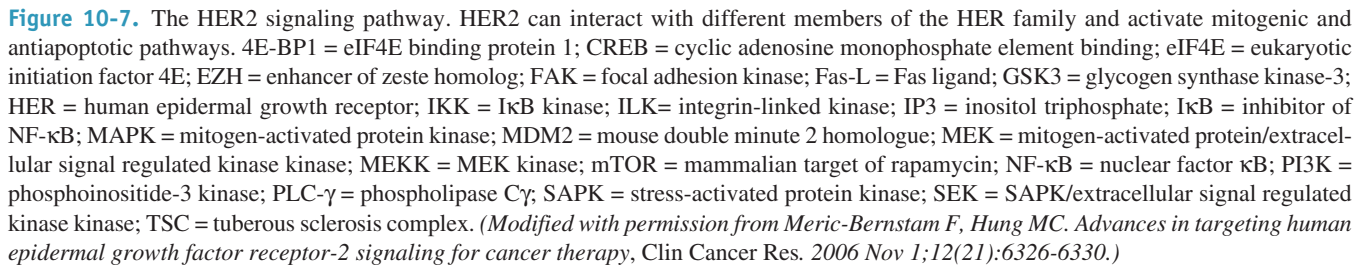 Figure 10-7. The HER2 signaling pathway. HER2 can interact with different members of the HER family and activate mitogenic and
antiapoptotic pathways. 4E-BP1 = eIF4E binding protein 1; CREB = cyclic adenosine monophosphate element binding; eIF4E = eukaryotic
initiation factor 4E; EZH = enhancer of zeste homolog; FAK = focal adhesion kinase; Fas-L = Fas ligand; GSK3 = glycogen synthase kinase-3;
HER = human epidermal growth receptor; IKK = IκB kinase; ILK= integrin-linked kinase; IP3 = inositol triphosphate; IκB = inhibitor of
NF-κB; MAPK = mitogen-activated protein kinase; MDM2 = mouse double minute 2 homologue; MEK = mitogen-activated protein/extracel-
lular signal regulated kinase kinase; MEKK = MEK kinase; mTOR = mammalian target of rapamycin; NF-κB = nuclear factor κB; PI3K =
phosphoinositide-3 kinase; PLC-γ = phospholipase Cγ; SAPK = stress-activated protein kinase; SEK = SAPK/extracellular signal regulated
kinase kinase; TSC = tuberous sclerosis complex. (Modified with permission from Meric-Bernstam F, Hung MC. Advances in targeting human
epidermal growth factor receptor-2 signaling for cancer therapy, Clin Cancer Res. 2006 Nov 1;12(21):6326-6330.)